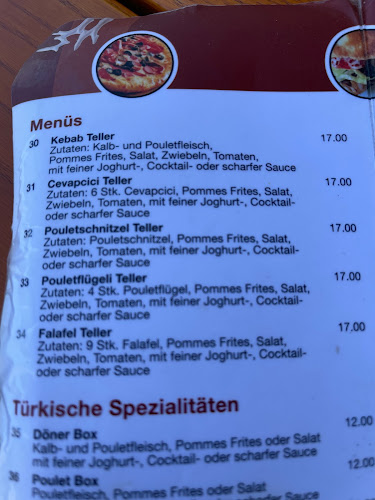 Menüs
30 Kebab Teller 17.00
Zutaten: Kalb- und Pouletfleisch,
Pommes Frites, Salat, Zwiebeln, Tomaten,
mit feiner Joghurt-, Cocktail- oder scharfer Sauce
31 Cevapcici Teller 17.00
Zutaten: 6 Stk. Cevapcici, Pommes Frites, Salat,
Zwiebeln, Tomaten, mit feiner Joghurt-, Cocktail-
oder scharfer Sauce
32 Pouletschnitzel Teller 17.00
Zutaten: Pouletschnitzel, Pommes Frites, Salat,
Zwiebeln, Tomaten, mit feiner Joghurt-, Cocktail-
oder scharfer Sauce
33 Pouletflügeli Teller 17.00
Zutaten: 4 Stk. Pouletflügel, Pommes Frites, Salat,
Zwiebeln, Tomaten, mit feiner Joghurt-, Cocktail-
oder scharfer Sauce
34 Falafel Teller 17.00
Zutaten: 9 Stk. Falafel, Pommes Frites, Salat,
Zwiebeln, Tomaten, mit feiner Joghurt-, Cocktail-
oder scharfer Sauce
Türkische Spezialitäten
35 Döner Box 12.00
Kalb- und Pouletfleisch, Pommes Frites oder Salat
mit feiner Joghurt-, Cocktail- oder scharfer Sauce
36 Poulet Box 12.00
Pouletfleisch, Pommes Frites oder Salat